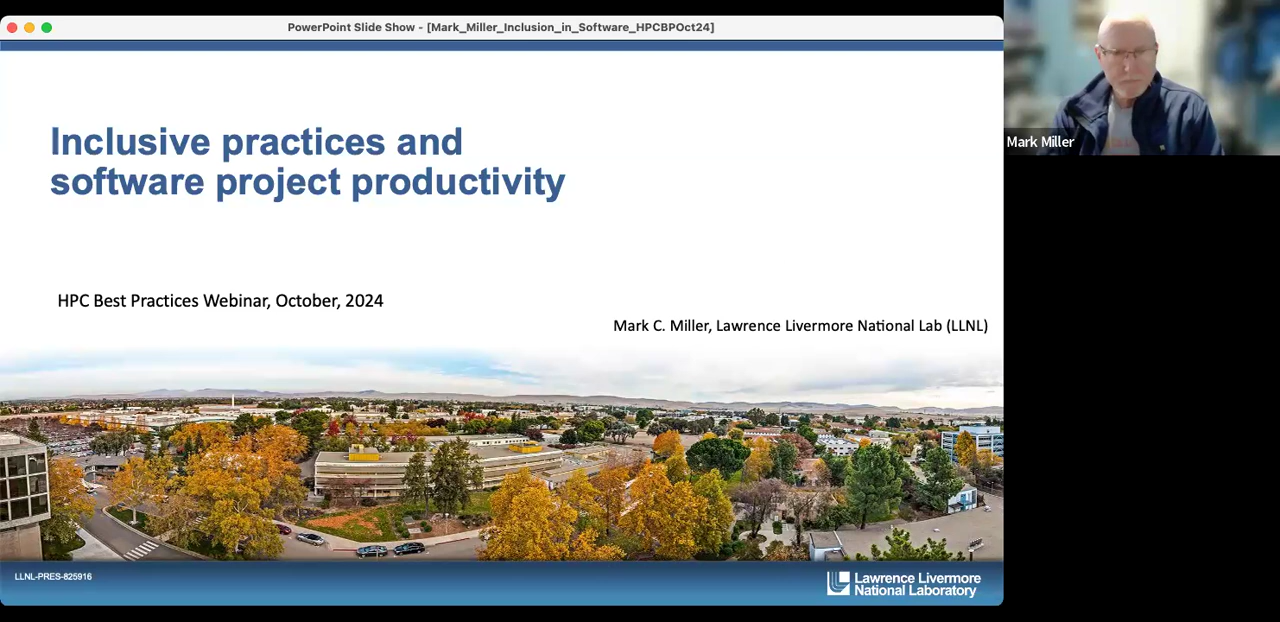 PowerPoint Slide Show - [Mark_Miller_Inclusion_in_Software_HPCBPOct24]
Inclusive practices and
software project productivity
HPC Best Practices Webinar, October, 2024
Mark C. Miller, Lawrence Livermore National Lab (LLNL)
LLNL-PRES-825916
Lawrence Livermore
National Laboratory
Mark Miller